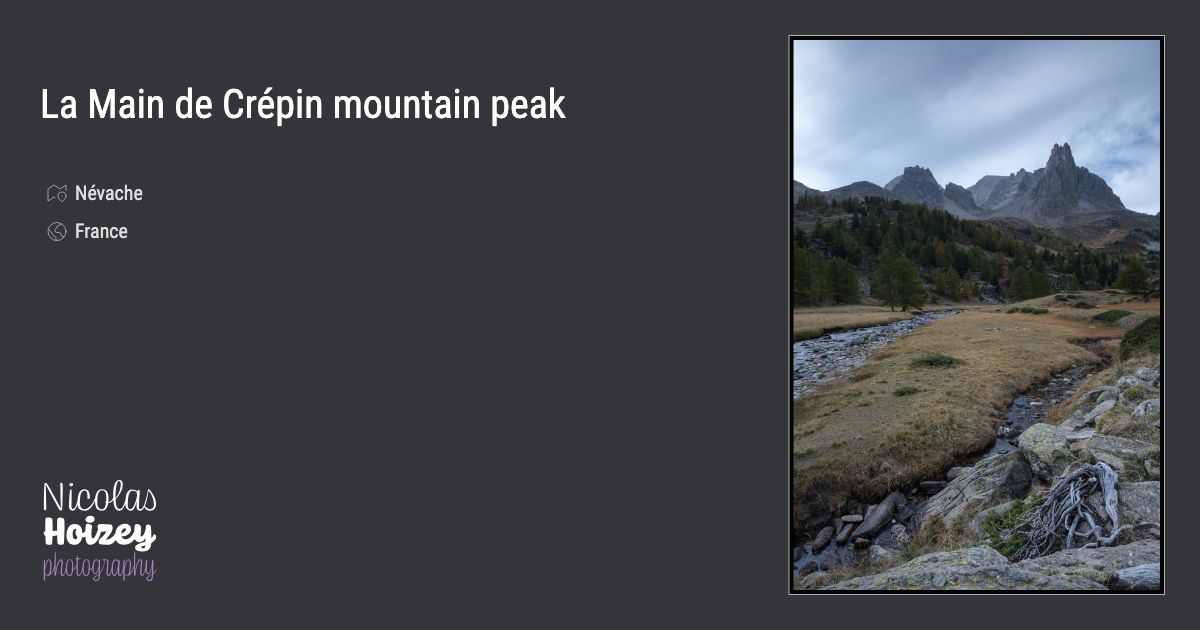 La Main de Crépin mountain peak
Névache
France
Nicolas
Hoizey
photography